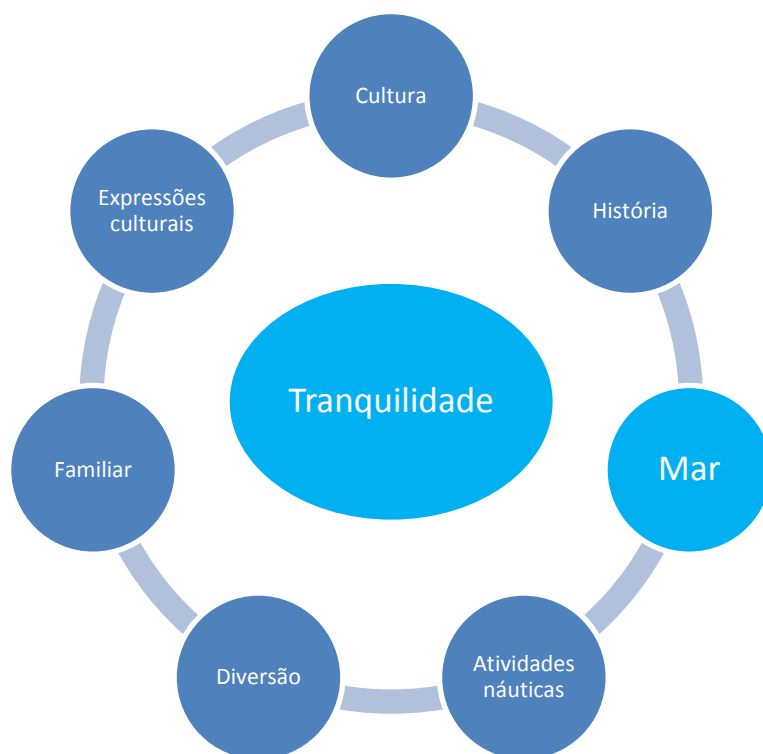 Cultura
História
Mar
Atividades
náuticas
Diversão
Familiar
Expressões
culturais
Tranquilidade